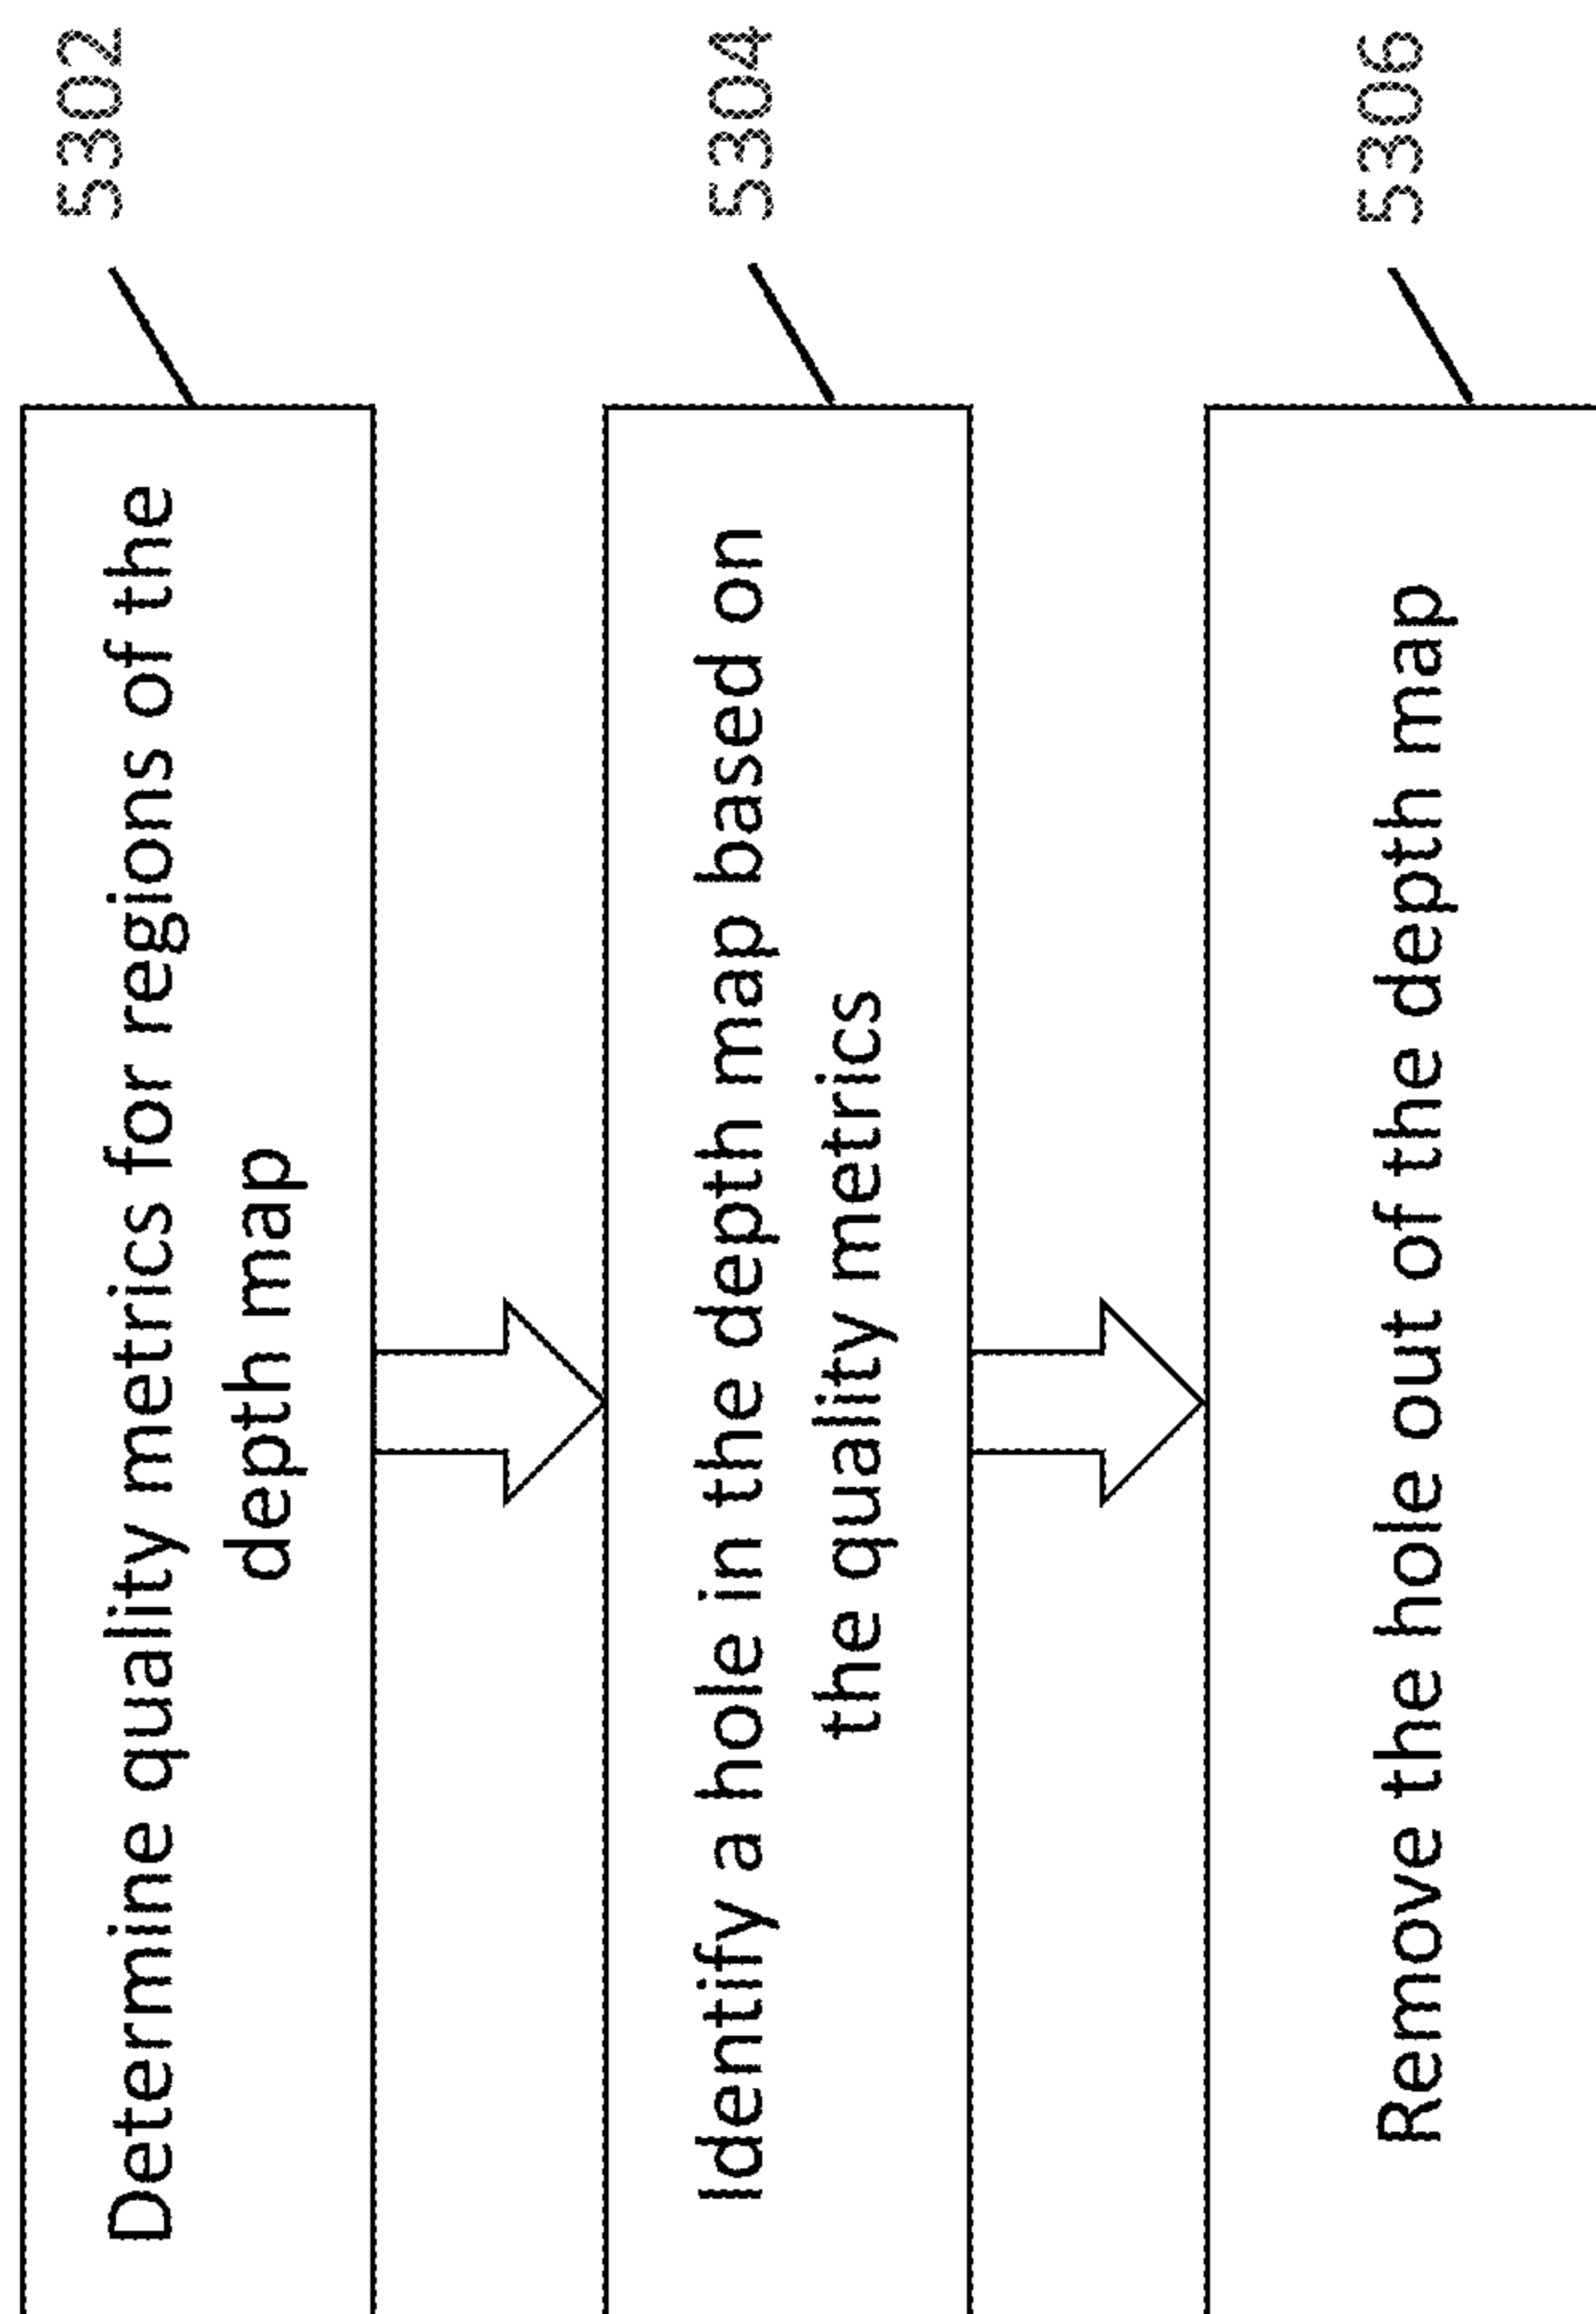 Determine quality metrics for regions of the
depth map
5302
Identify a hole in the depth map based on
the quality metrics
5304
Remove the hole out of the depth map
5306